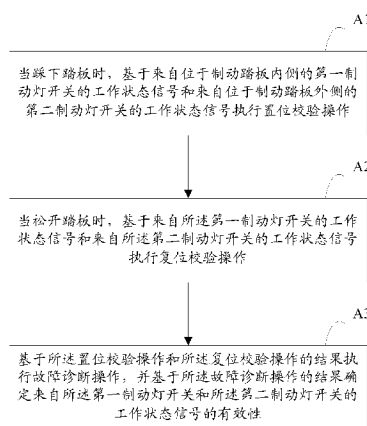 A1
当踩下踏板时，基于来自位于制动踏板内侧的第一制
动灯开关的工作状态信号和来自位于制动踏板外侧的
第二制动灯开关的工作状态信号执行置位校验操作
A2
当松开踏板时，基于来自所述第一制动灯开关的工作
状态信号和来自所述第二制动灯开关的工作状态信号
执行复位校验操作
A3
基于所述置位校验操作和所述复位校验操作的结果执
行故障诊断操作，并基于所述故障诊断操作的结果确
定来自所述第一制动灯开关和所述第二制动灯开关的
工作状态信号的有效性